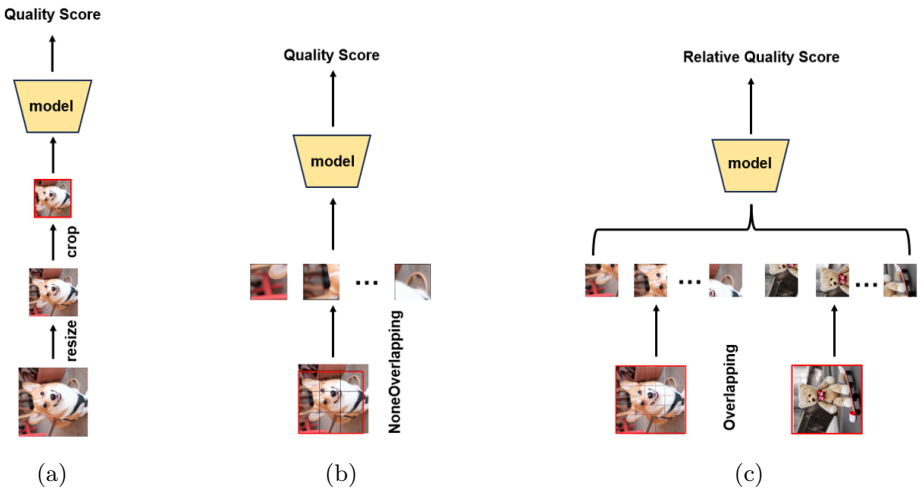 Quality Score
model
crop
resize
(a)
Quality Score
model
...
NoneOverlapping
(b)
Relative Quality Score
model
... ...
Overlapping
(c)